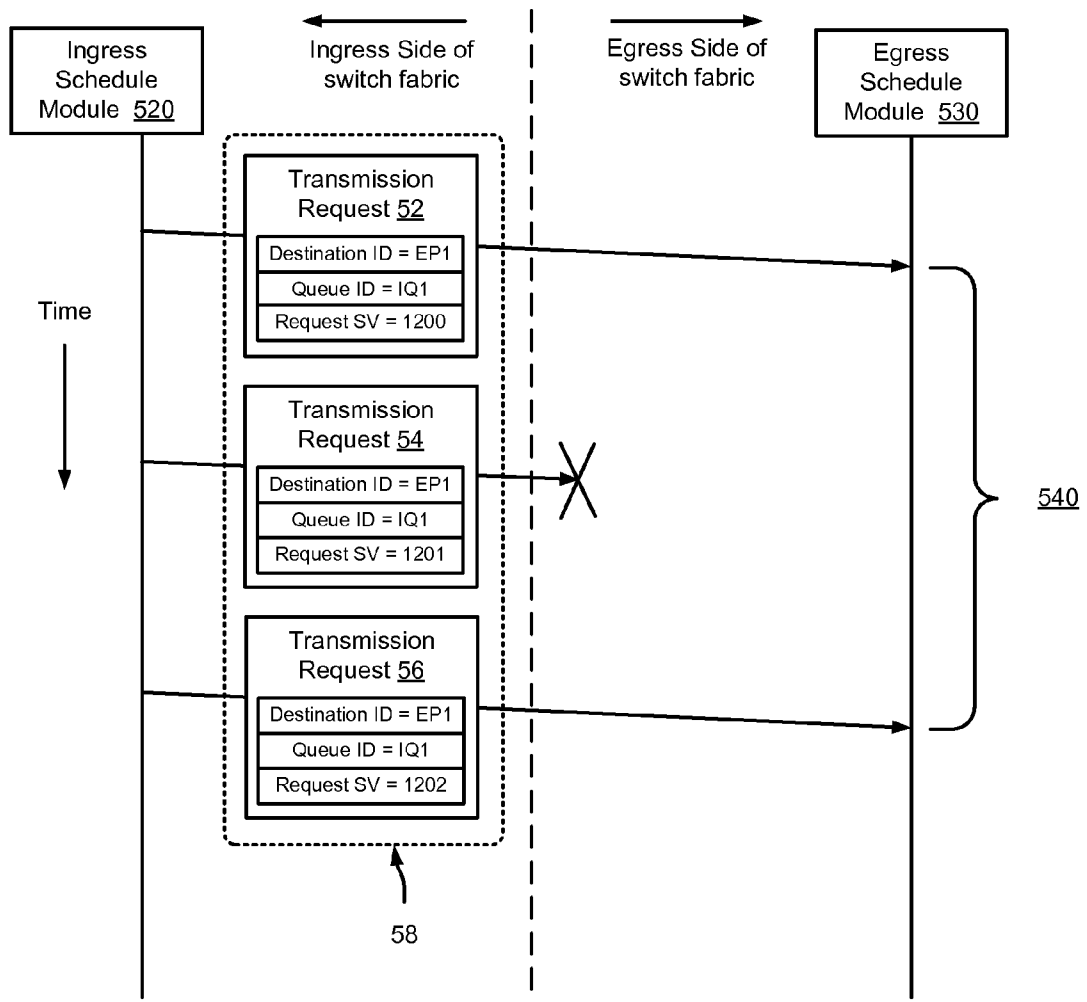 Ingress
Schedule
Module 520
Ingress Side of
switch fabric
Egress Side of
switch fabric
Egress
Schedule
Module 530
Transmission
Request 52
Destination ID = EP1
Queue ID = IQ1
Request SV = 1200
Time
Transmission
Request 54
Destination ID = EP1
Queue ID = IQ1
Request SV = 1201
540
Transmission
Request 56
Destination ID = EP1
Queue ID = IQ1
Request SV = 1202
58